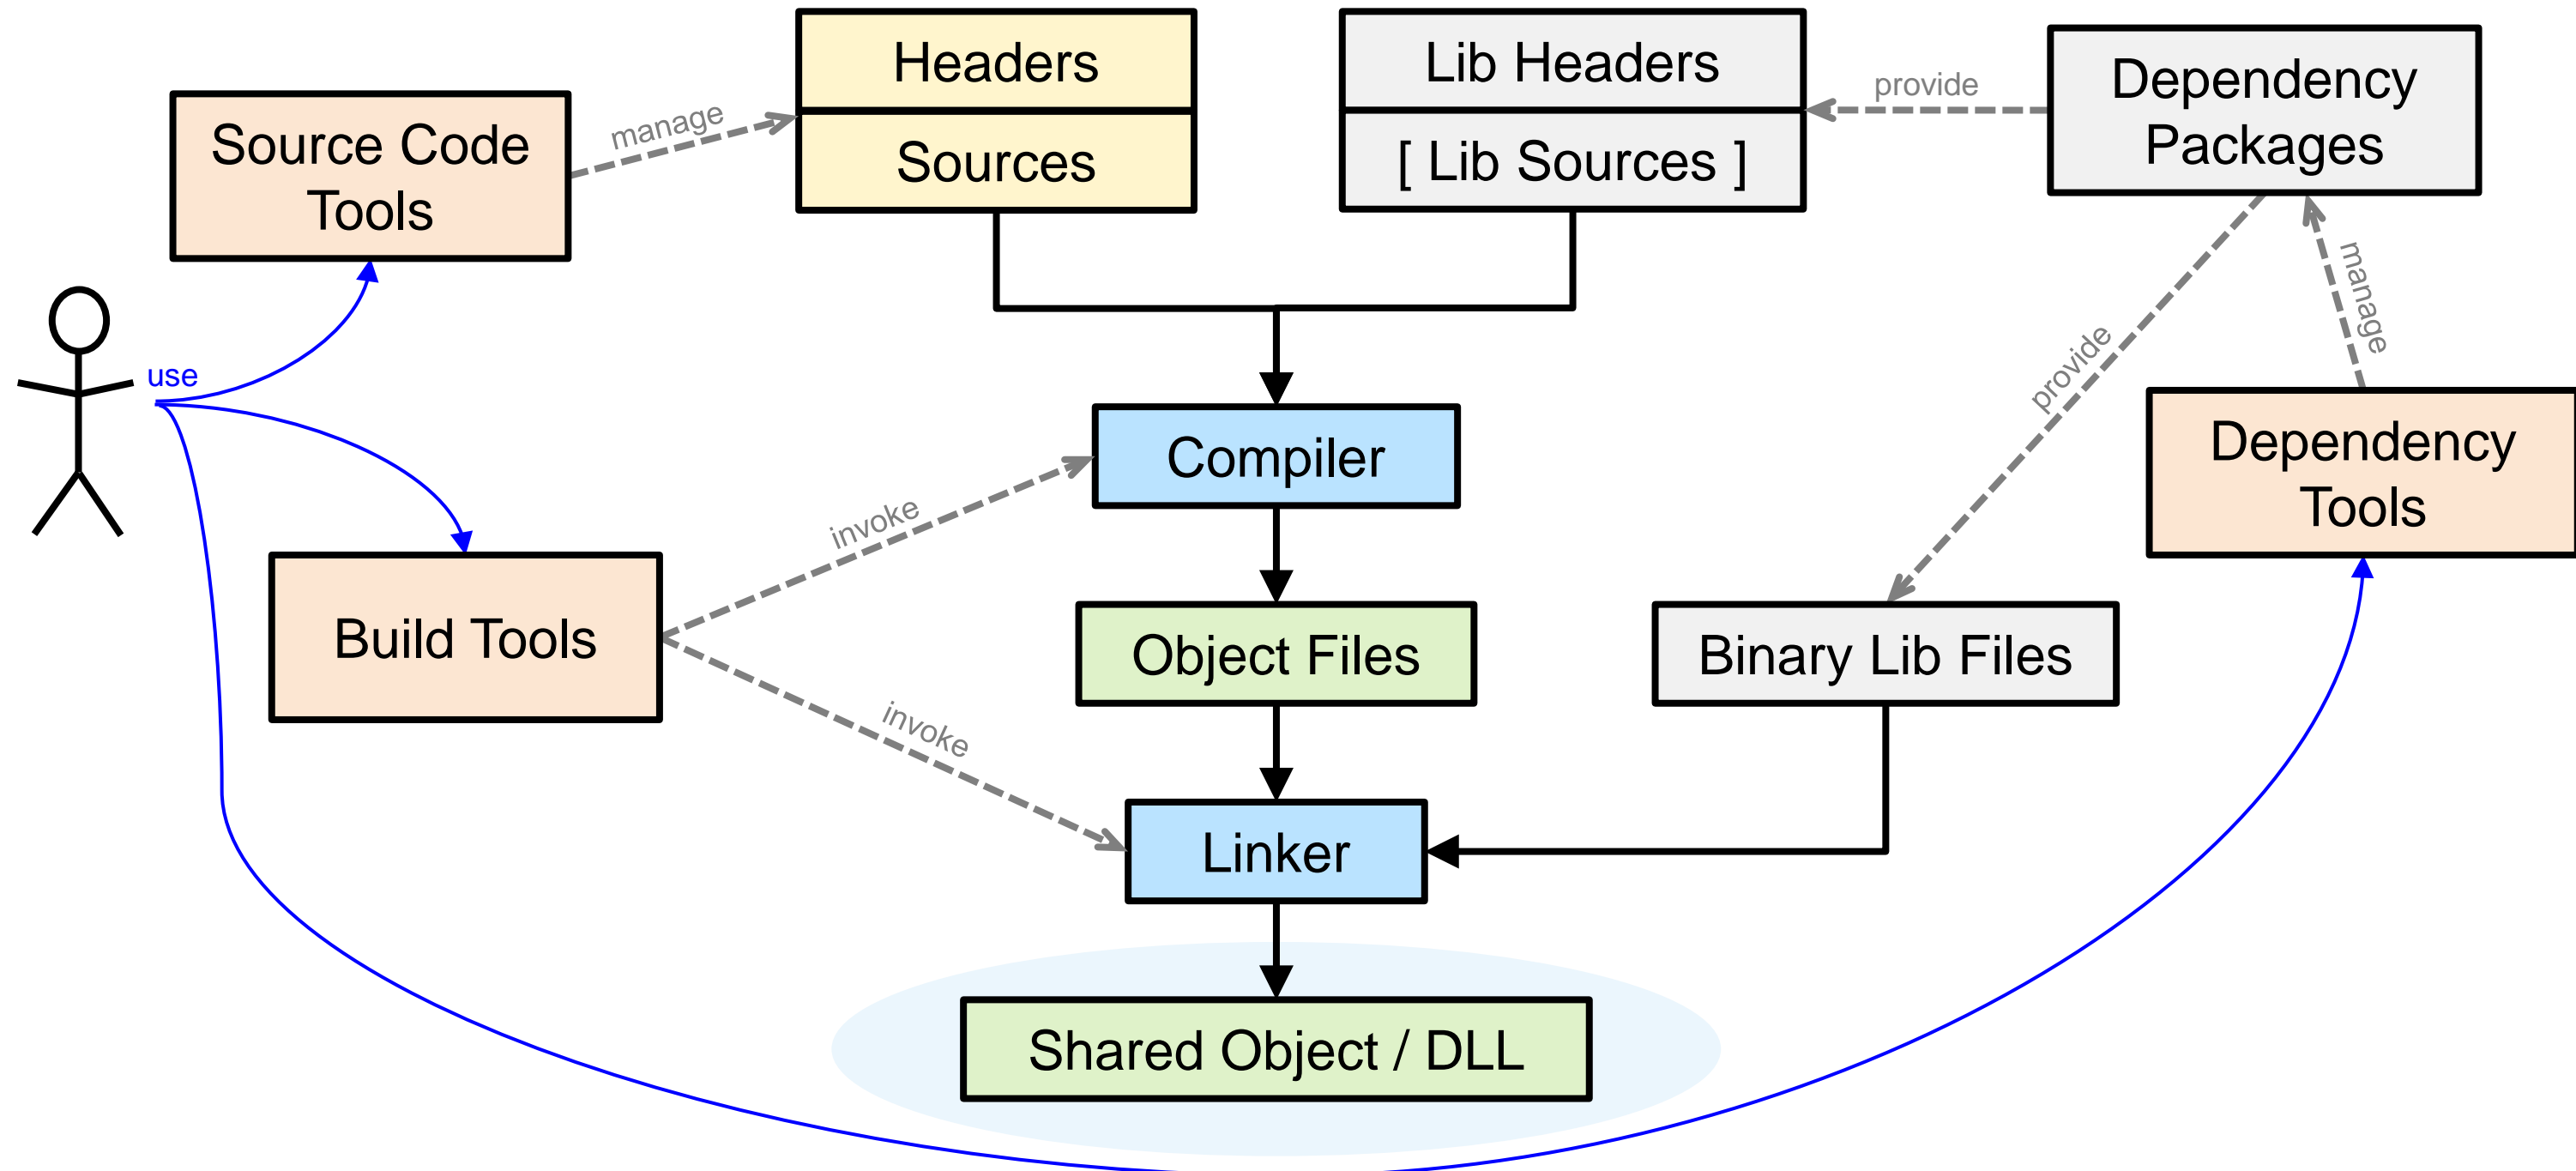 Headers
Sources
Lib Headers
[ Lib Sources ]
provide
Dependency
Packages
Source Code
Tools
manage
use
manage
provide
Compiler
Dependency
Tools
invoke
Build Tools
Object Files
Binary Lib Files
invoke
Linker
Shared Object / DLL